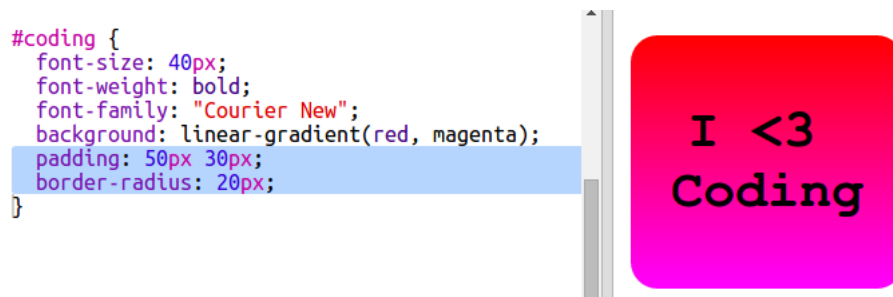 #coding {
  font-size: 40px;
  font-weight: bold;
  font-family: "Courier New";
  background: linear-gradient(red, magenta);
  padding: 50px 30px;
  border-radius: 20px;
}
I <3
Coding